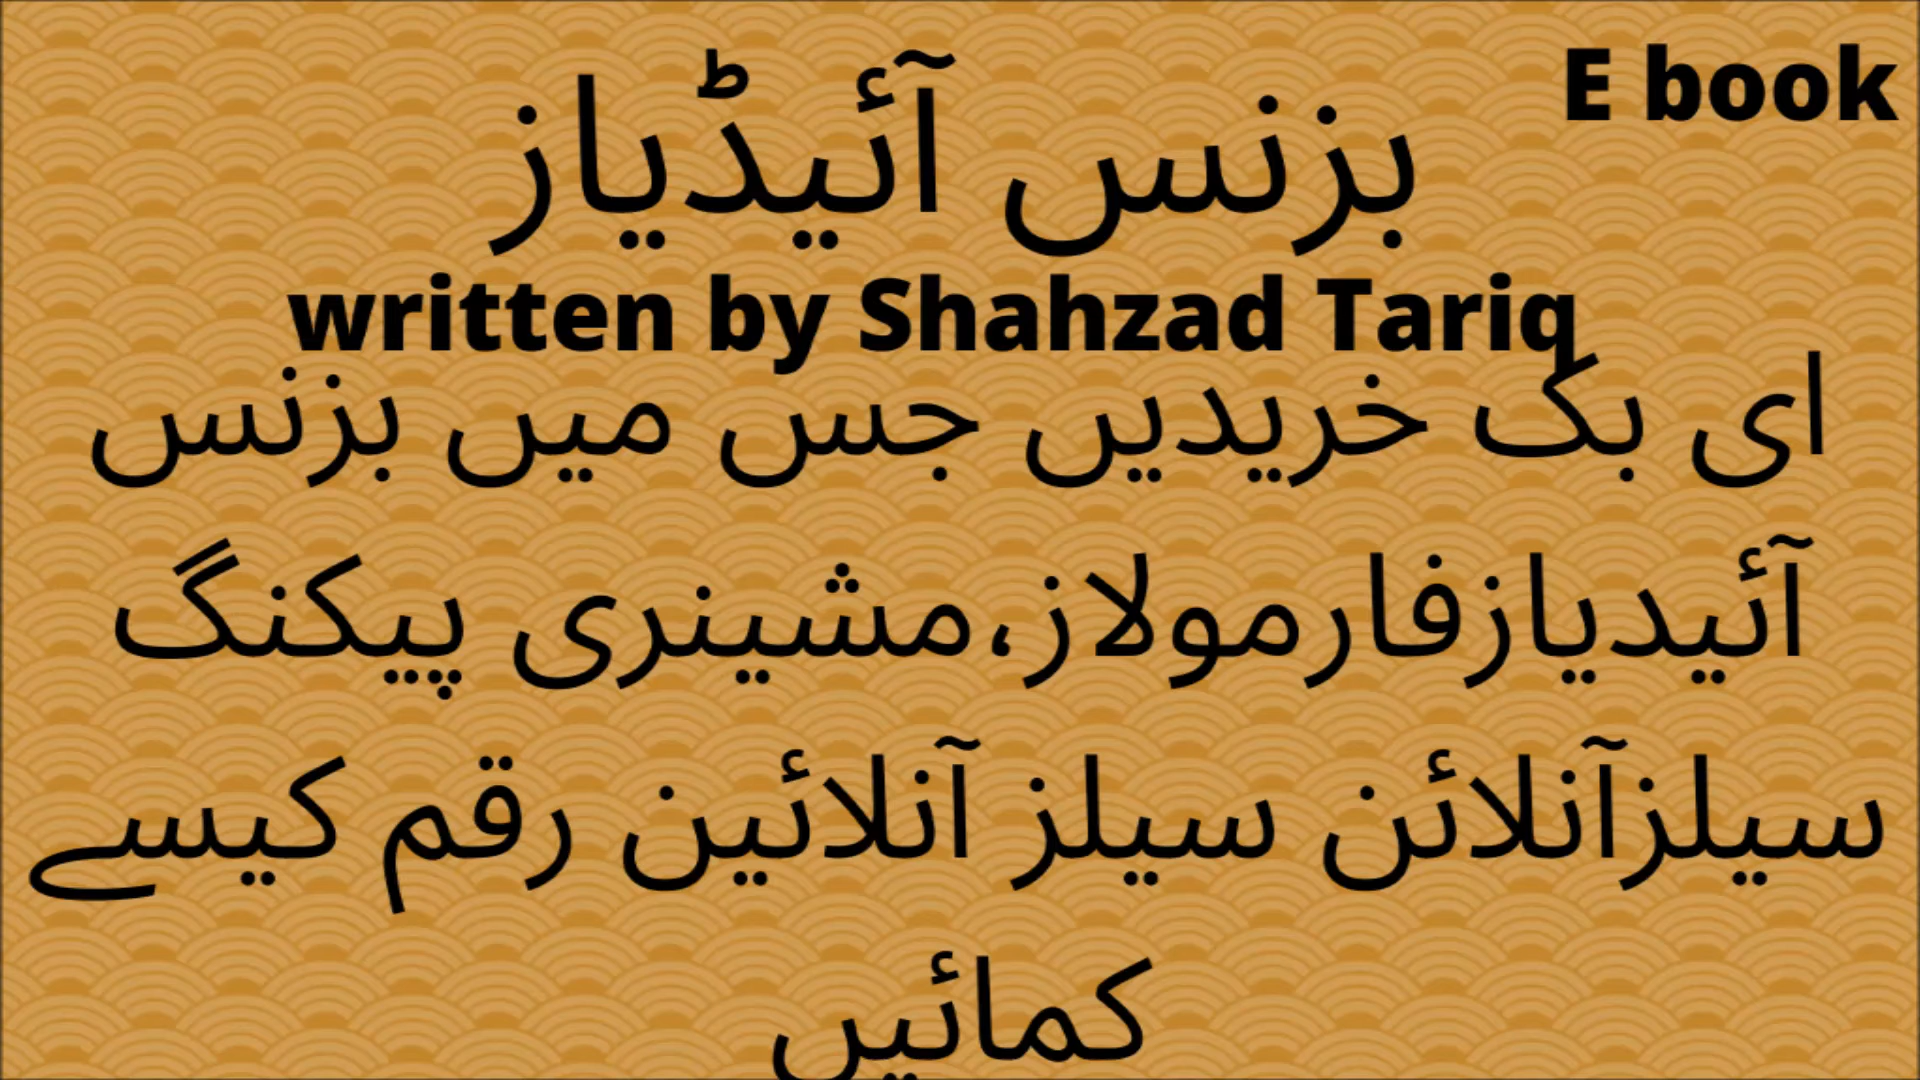 E book
بزنس آئیڈیاز
written by Shahzad Tariq
ای بک خریدیں جس میں بزنس
آئیدیازفارمولاز،مشینری پیکنگ
سیلزآنلائن سیلز آنلائین رقم کیسے
کمائیں